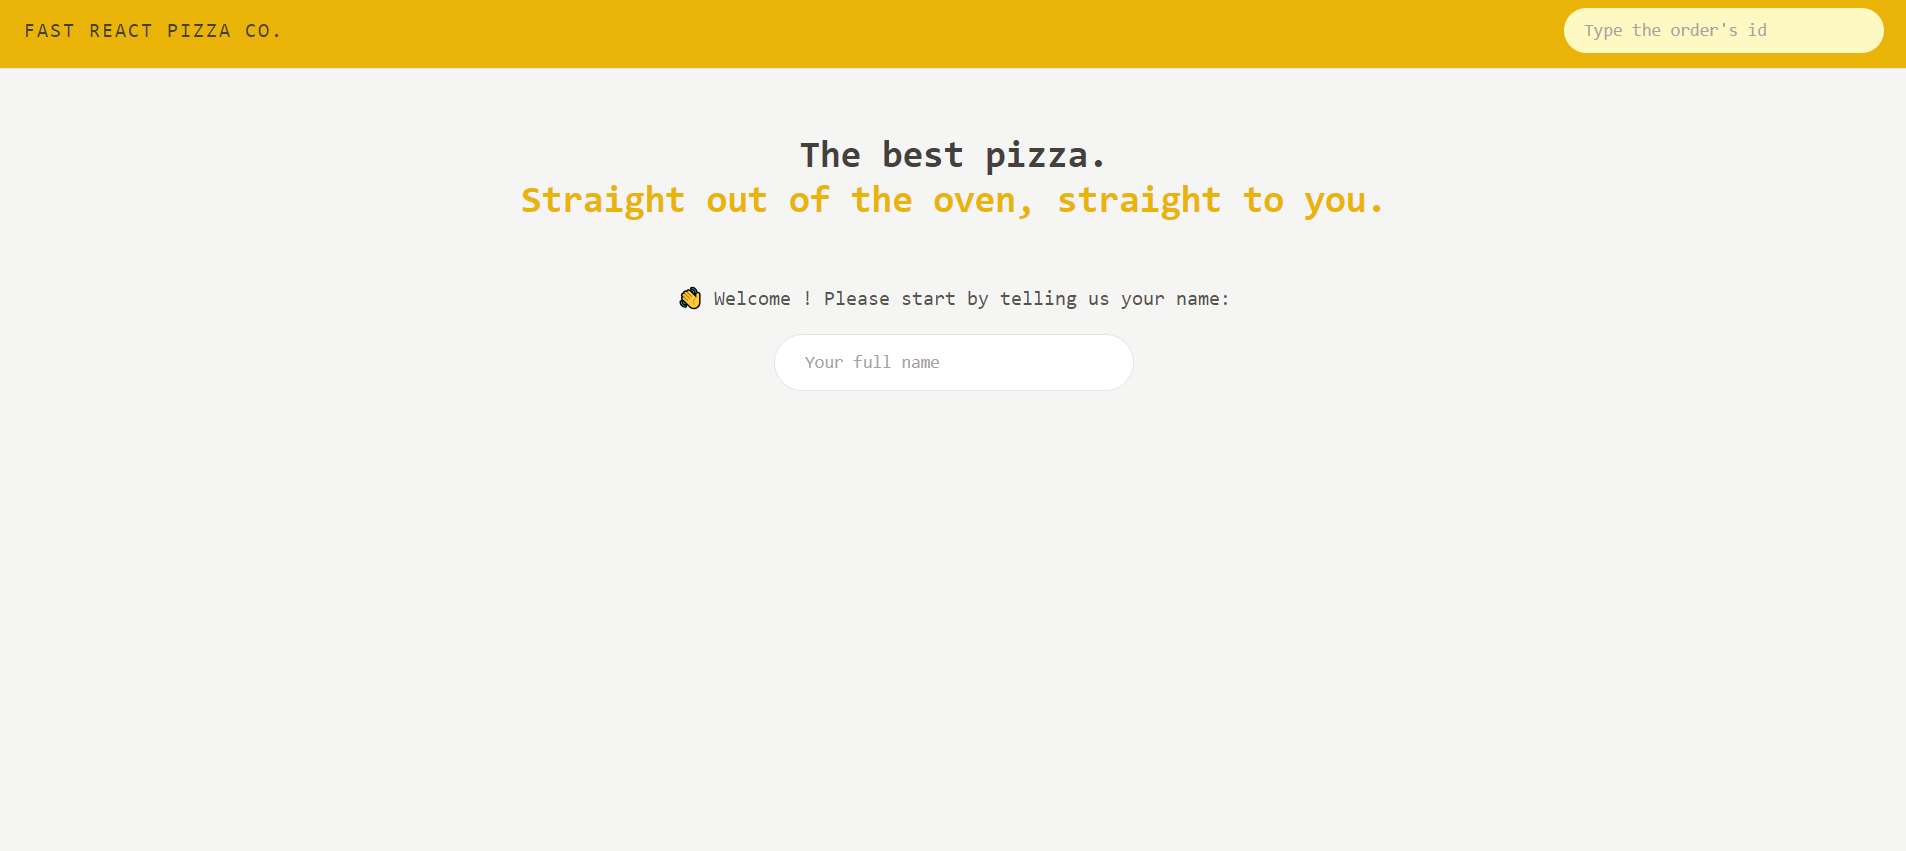 FAST REACT PIZZA CO.
Type the order's id
The best pizza.
Straight out of the oven, straight to you.
👋 Welcome ! Please start by telling us your name:
Your full name